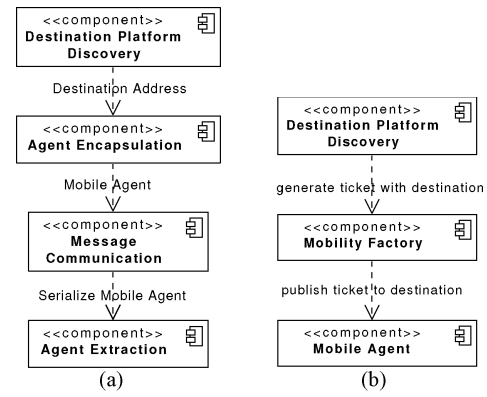 <<component>>
Destination Platform
Discovery
Destination Address
<<component>>
Agent Encapsulation
Mobile Agent
<<component>>
Message
Communication
Serialize Mobile Agent
<<component>>
Agent Extraction
(a)
<<component>>
Destination Platform
Discovery
generate ticket with destination
<<component>>
Mobility Factory
publish ticket to destination
<<component>>
Mobile Agent
(b)